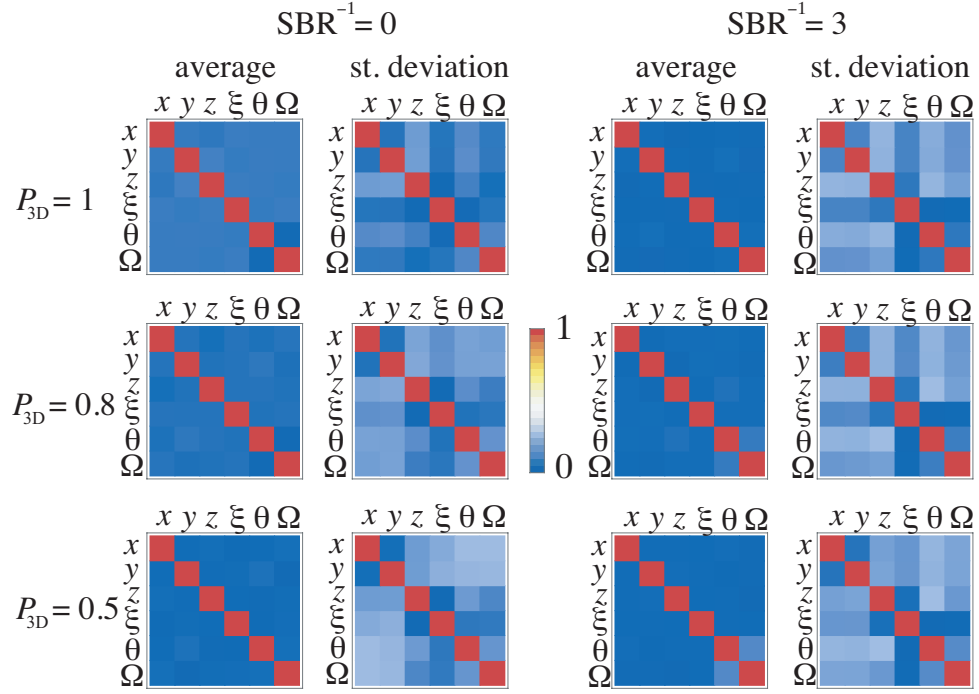 SBR⁻¹ = 0 SBR⁻¹ = 3
average st. deviation average st. deviation
x y z ξ θ Ω x y z ξ θ Ω x y z ξ θ Ω x y z ξ θ Ω
x x x x
y y y y
P3D = 1 z z z z
ξ ξ ξ ξ
θ θ θ θ
Ω Ω Ω Ω
x y z ξ θ Ω x y z ξ θ Ω x y z ξ θ Ω x y z ξ θ Ω
x x 1 x x
y y y y
z z z z
P3D = 0.8 ξ ξ ξ ξ
θ θ θ θ
Ω Ω 0 Ω Ω
x y z ξ θ Ω x y z ξ θ Ω x y z ξ θ Ω x y z ξ θ Ω
x x x x
y y y y
P3D = 0.5 z z z z
ξ ξ ξ ξ
θ θ θ θ
Ω Ω Ω Ω